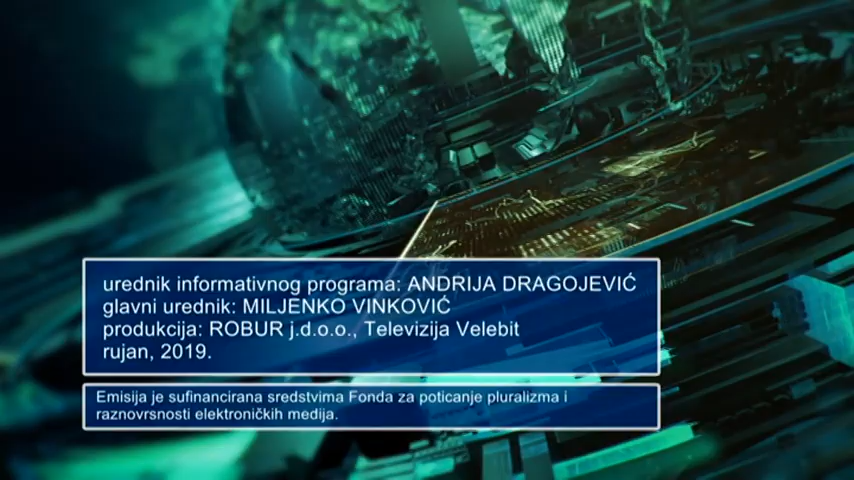 urednik informativnog programa: ANDRIJA DRAGOJEVIĆ
glavni urednik: MILJENKO VINKOVIĆ
produkcija: ROBUR j.d.o.o., Televizija Velebit
rujan, 2019.
Emisija je sufinancirana sredstvima Fonda za poticanje pluralizma i
raznovrsnosti elektroničkih medija.